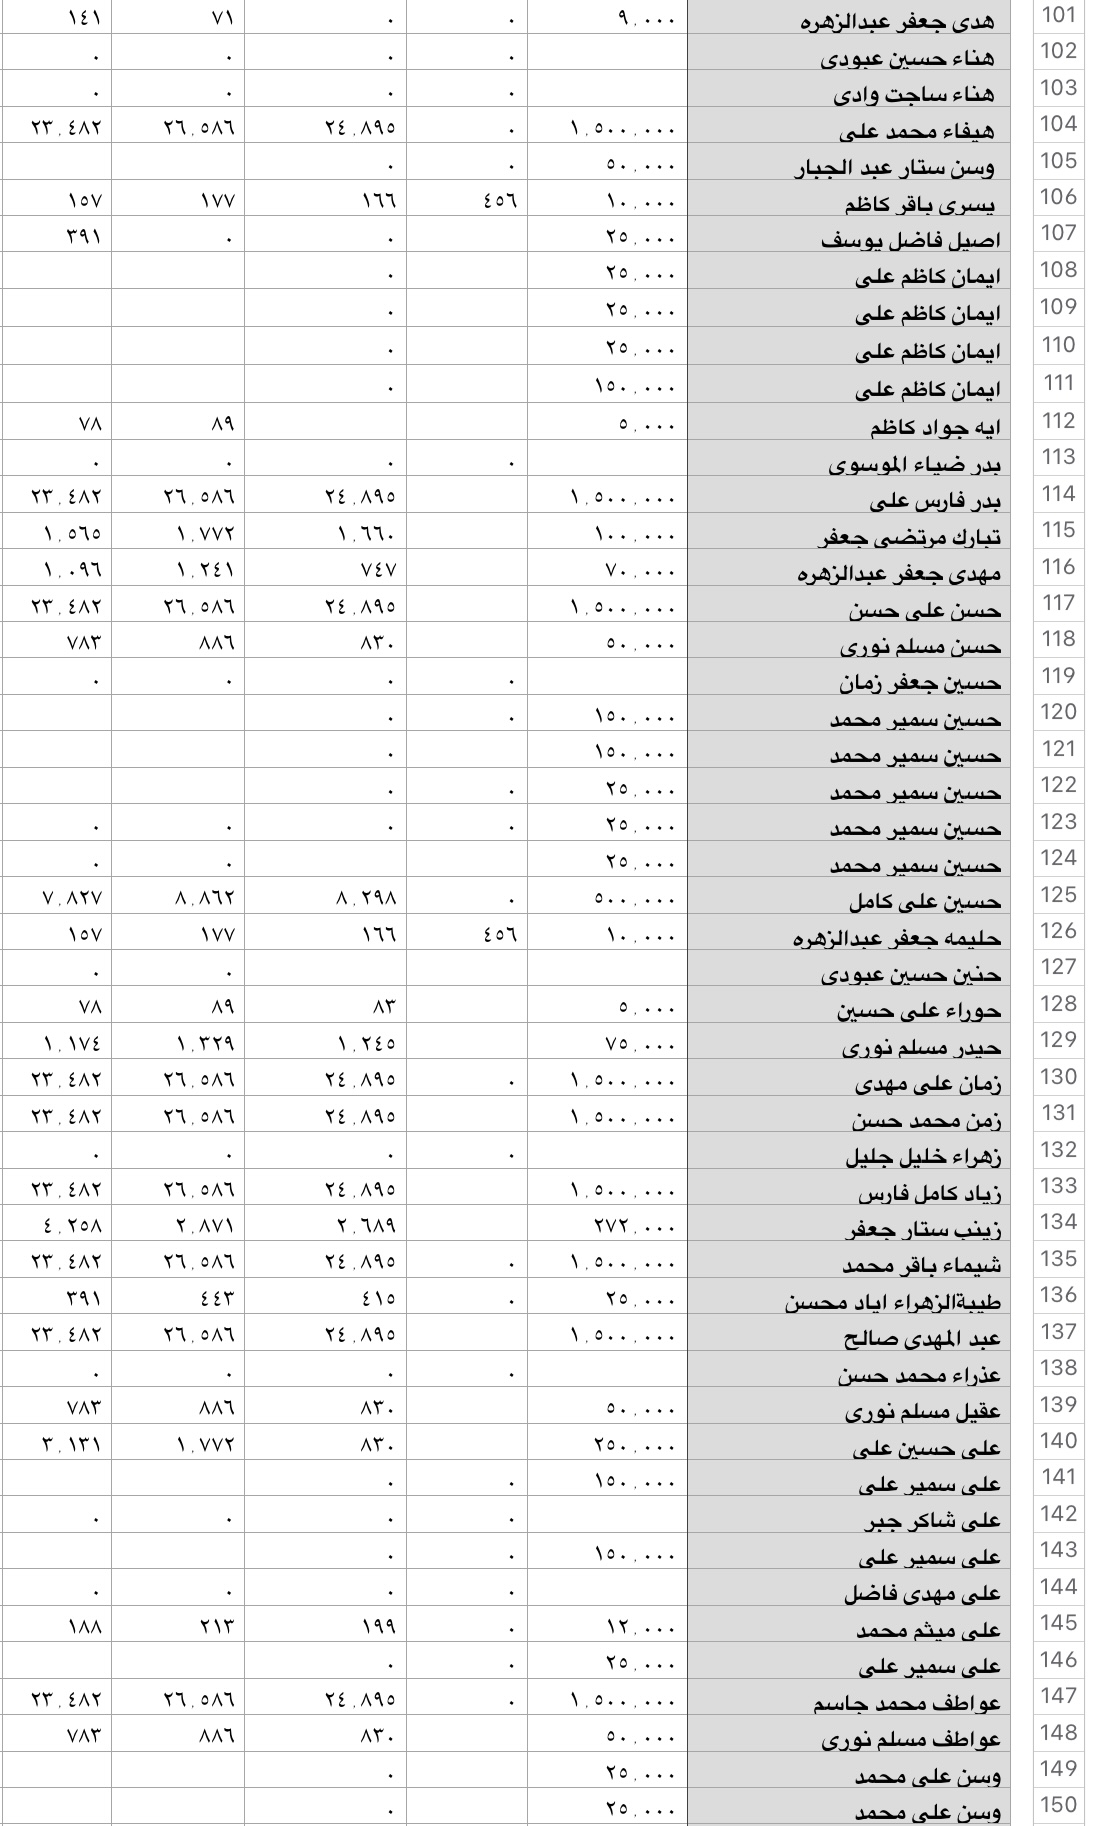 101 هدى جعفر عبدالزهره ٩,٠٠٠ ٠ ٠ ٧١ ١٤١
102 هناء حسين عبودى ٠ ٠ ٠ ٠
103 هناء ساجت وادى ٠ ٠ ٠ ٠
104 هيفاء محمد على ١,٥٠٠,٠٠٠ ٠ ٢٤,٨٩٥ ٢٦,٥٨٦ ٢٣,٤٨٢
105 وسن ستار عبد الجبار ٥٠,٠٠٠ ٠ ٠
106 يسرى باقر كاظم ١٠,٠٠٠ ٤٥٦ ١٦٦ ١٧٧ ١٥٧
107 اصيل فاضل يوسف ٢٥,٠٠٠ ٠ ٠ ٣٩١
108 ايمان كاظم على ٢٥,٠٠٠ ٠
109 ايمان كاظم على ٢٥,٠٠٠ ٠
110 ايمان كاظم على ٢٥,٠٠٠ ٠
111 ايمان كاظم على ١٥٠,٠٠٠ ٠
112 ايه جواد كاظم ٥,٠٠٠ ٨٩ ٧٨
113 بدر ضياء الموسوى ٠ ٠ ٠ ٠
114 بدر فارس على ١,٥٠٠,٠٠٠ ٢٤,٨٩٥ ٢٦,٥٨٦ ٢٣,٤٨٢
115 تبارك مرتضى جعفر ١٠٠,٠٠٠ ١,٦٦٠ ١,٧٧٢ ١,٥٦٥
116 مهدى جعفر عبدالزهره ٧٠,٠٠٠ ٧٤٧ ١,٢٤١ ١,٠٩٦
117 حسن على حسن ١,٥٠٠,٠٠٠ ٢٤,٨٩٥ ٢٦,٥٨٦ ٢٣,٤٨٢
118 حسن مسلم نورى ٥٠,٠٠٠ ٨٣٠ ٨٨٦ ٧٨٣
119 حسين جعفر زمان ٠ ٠ ٠ ٠
120 حسين سمير محمد ١٥٠,٠٠٠ ٠ ٠
121 حسين سمير محمد ١٥٠,٠٠٠ ٠
122 حسين سمير محمد ٢٥,٠٠٠ ٠ ٠
123 حسين سمير محمد ٢٥,٠٠٠ ٠ ٠ ٠ ٠
124 حسين سمير محمد ٢٥,٠٠٠ ٠ ٠
125 حسين على كامل ٥٠٠,٠٠٠ ٠ ٨,٢٩٨ ٨,٨٦٢ ٧,٨٢٧
126 حليمه جعفر عبدالزهره ١٠,٠٠٠ ٤٥٦ ١٦٦ ١٧٧ ١٥٧
127 حنين حسين عبودى ٠ ٠
128 حوراء على حسين ٥,٠٠٠ ٨٣ ٨٩ ٧٨
129 حيدر مسلم نورى ٧٥,٠٠٠ ١,٢٤٥ ١,٣٢٩ ١,١٧٤
130 زمان على مهدى ١,٥٠٠,٠٠٠ ٠ ٢٤,٨٩٥ ٢٦,٥٨٦ ٢٣,٤٨٢
131 زمن محمد حسن ١,٥٠٠,٠٠٠ ٢٤,٨٩٥ ٢٦,٥٨٦ ٢٣,٤٨٢
132 زهراء خليل جليل ٠ ٠ ٠ ٠
133 زياد كامل فارس ١,٥٠٠,٠٠٠ ٢٤,٨٩٥ ٢٦,٥٨٦ ٢٣,٤٨٢
134 زينب ستار جعفر ٢٧٢,٠٠٠ ٢,٦٨٩ ٢,٨٧١ ٤,٢٥٨
135 شيماء باقر محمد ١,٥٠٠,٠٠٠ ٠ ٢٤,٨٩٥ ٢٦,٥٨٦ ٢٣,٤٨٢
136 طيبةالزهراء اياد محسن ٢٥,٠٠٠ ٠ ٤١٥ ٤٤٣ ٣٩١
137 عبد المهدى صالح ١,٥٠٠,٠٠٠ ٢٤,٨٩٥ ٢٦,٥٨٦ ٢٣,٤٨٢
138 عذراء محمد حسن ٠ ٠ ٠ ٠
139 عقيل مسلم نورى ٥٠,٠٠٠ ٨٣٠ ٨٨٦ ٧٨٣
140 على حسين على ٢٥٠,٠٠٠ ٨٣٠ ١,٧٧٢ ٣,١٣١
141 على سمير على ١٥٠,٠٠٠ ٠ ٠
142 على شاكر جبر ٠ ٠ ٠ ٠
143 على سمير على ١٥٠,٠٠٠ ٠ ٠
144 على مهدى فاضل ٠ ٠ ٠ ٠
145 على ميثم محمد ١٢,٠٠٠ ٠ ١٩٩ ٢١٣ ١٨٨
146 على سمير على ٢٥,٠٠٠ ٠ ٠
147 عواطف محمد جاسم ١,٥٠٠,٠٠٠ ٠ ٢٤,٨٩٥ ٢٦,٥٨٦ ٢٣,٤٨٢
148 عواطف مسلم نورى ٥٠,٠٠٠ ٨٣٠ ٨٨٦ ٧٨٣
149 وسن على محمد ٢٥,٠٠٠ ٠
150 وسن على محمد ٢٥,٠٠٠ ٠